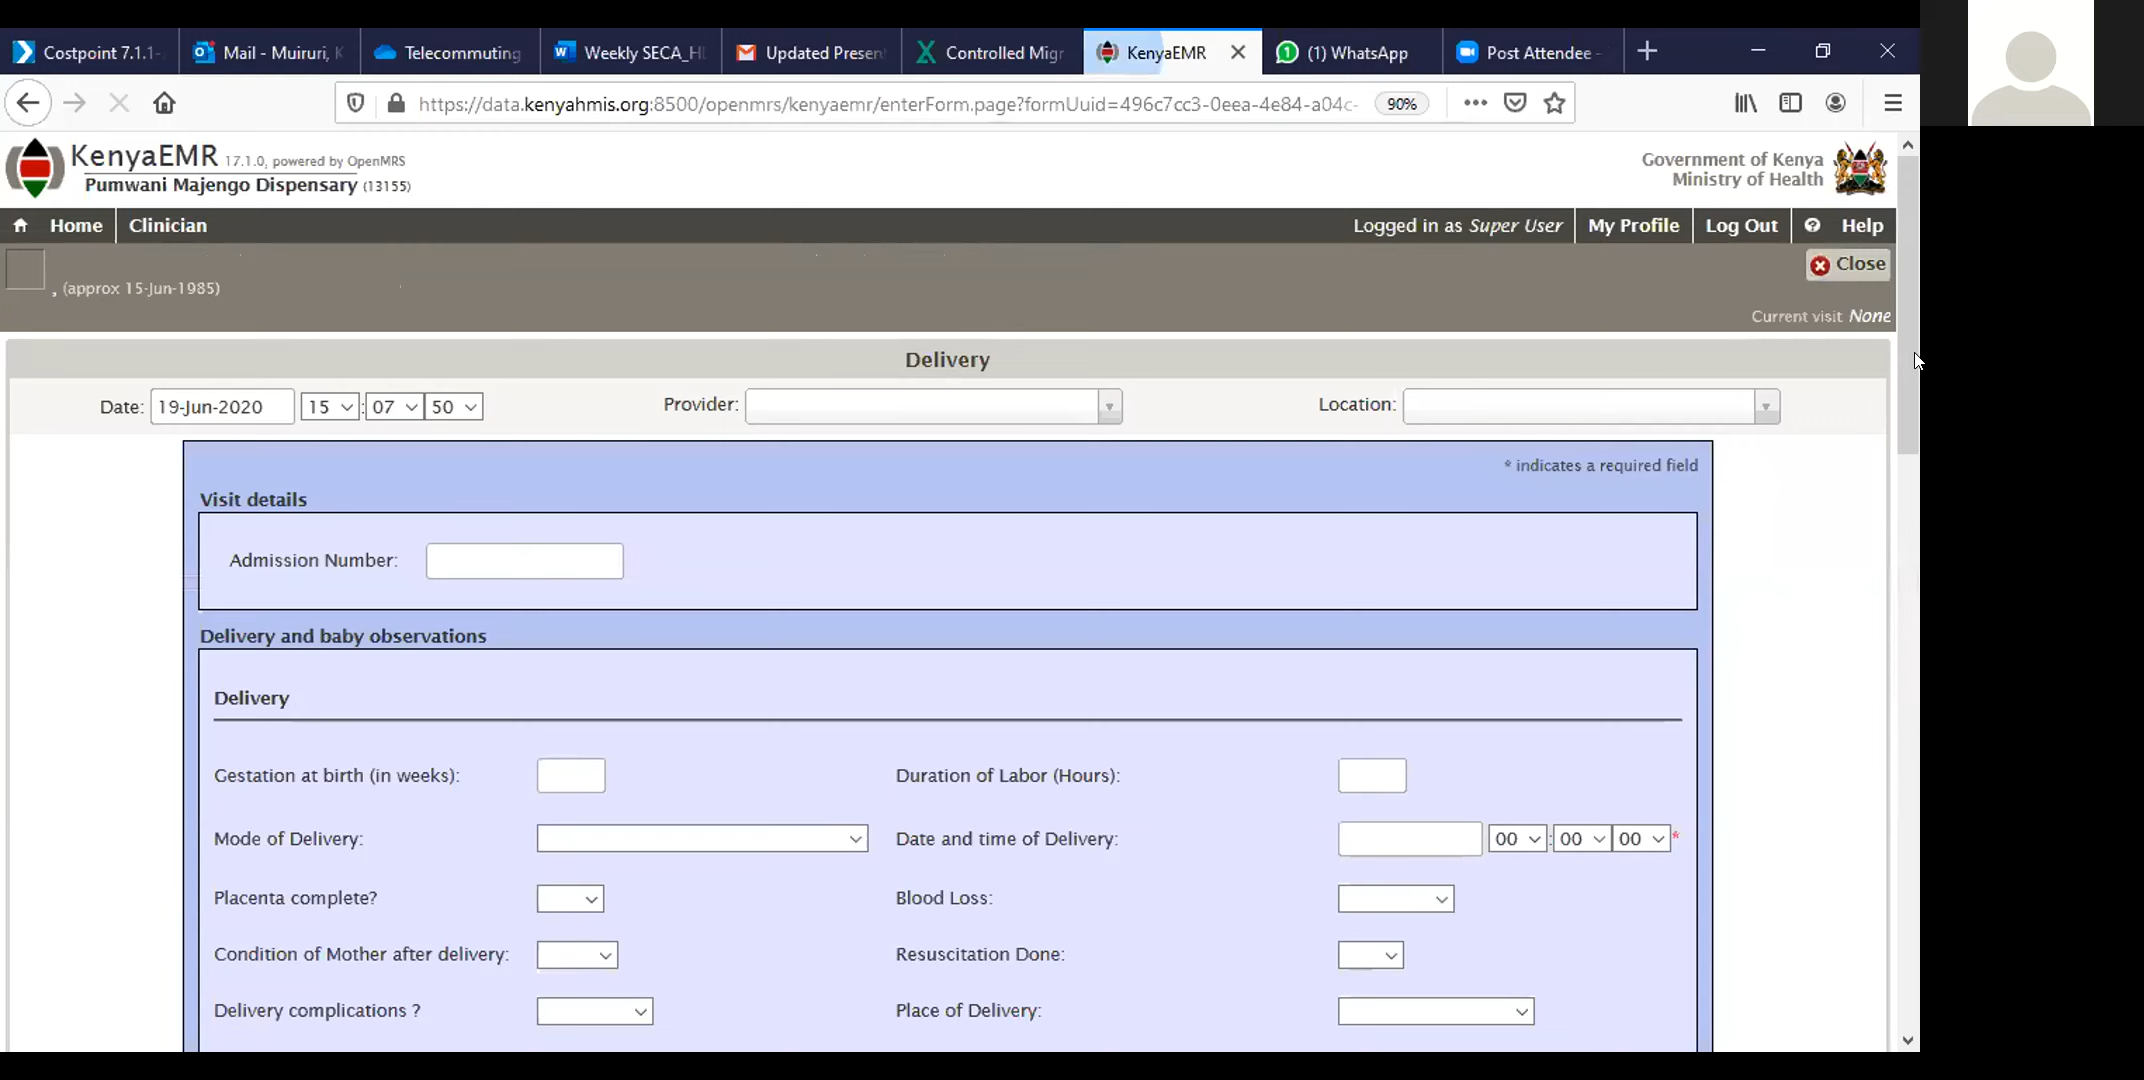 Costpoint 7.1.1- Mail - Muiruri, K Telecommuting Weekly SECA_HI Updated Presen Controlled Migr KenyaEMR (1) WhatsApp Post Attendee -
https://data.kenyahmis.org:8500/openmrs/kenyaemr/enterForm.page?formUuid=496c7cc3-0eea-4e84-a04c- 90%
KenyaEMR 17.1.0, powered by OpenMRS
Pumwani Majengo Dispensary (13155)
Government of Kenya
Ministry of Health
Home Clinician Logged in as Super User My Profile Log Out Help
Close
, (approx 15-Jun-1985)
Current visit None
Delivery
Date: 19-Jun-2020 15 : 07 50 Provider: Location:
* indicates a required field
Visit details
Admission Number:
Delivery and baby observations
Delivery
Gestation at birth (in weeks): Duration of Labor (Hours):
Mode of Delivery: Date and time of Delivery: 00 : 00 00 *
Placenta complete? Blood Loss:
Condition of Mother after delivery: Resuscitation Done:
Delivery complications ? Place of Delivery: